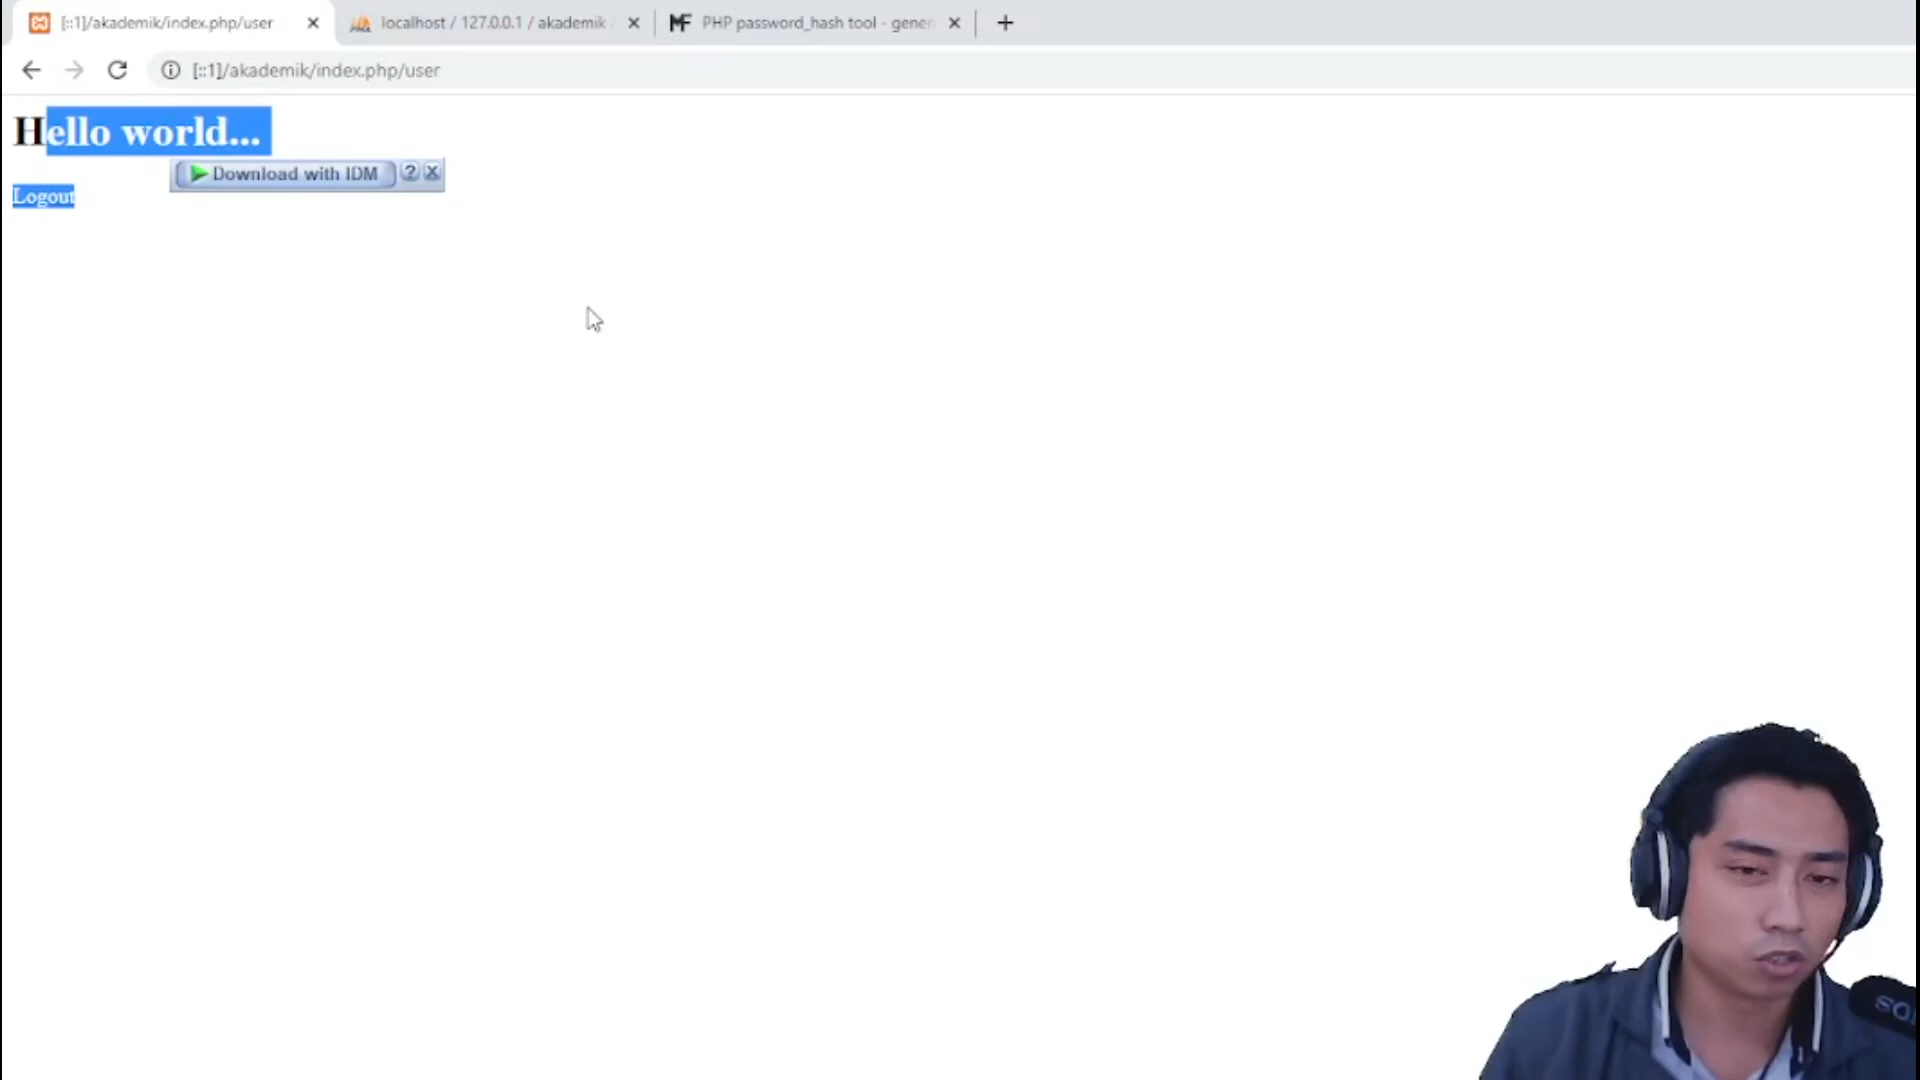 [::1]/akademik/index.php/user
localhost / 127.0.0.1 / akademik
PHP password_hash tool - gener
[::1]/akademik/index.php/user
Hello world...
Download with IDM
?
X
Logout